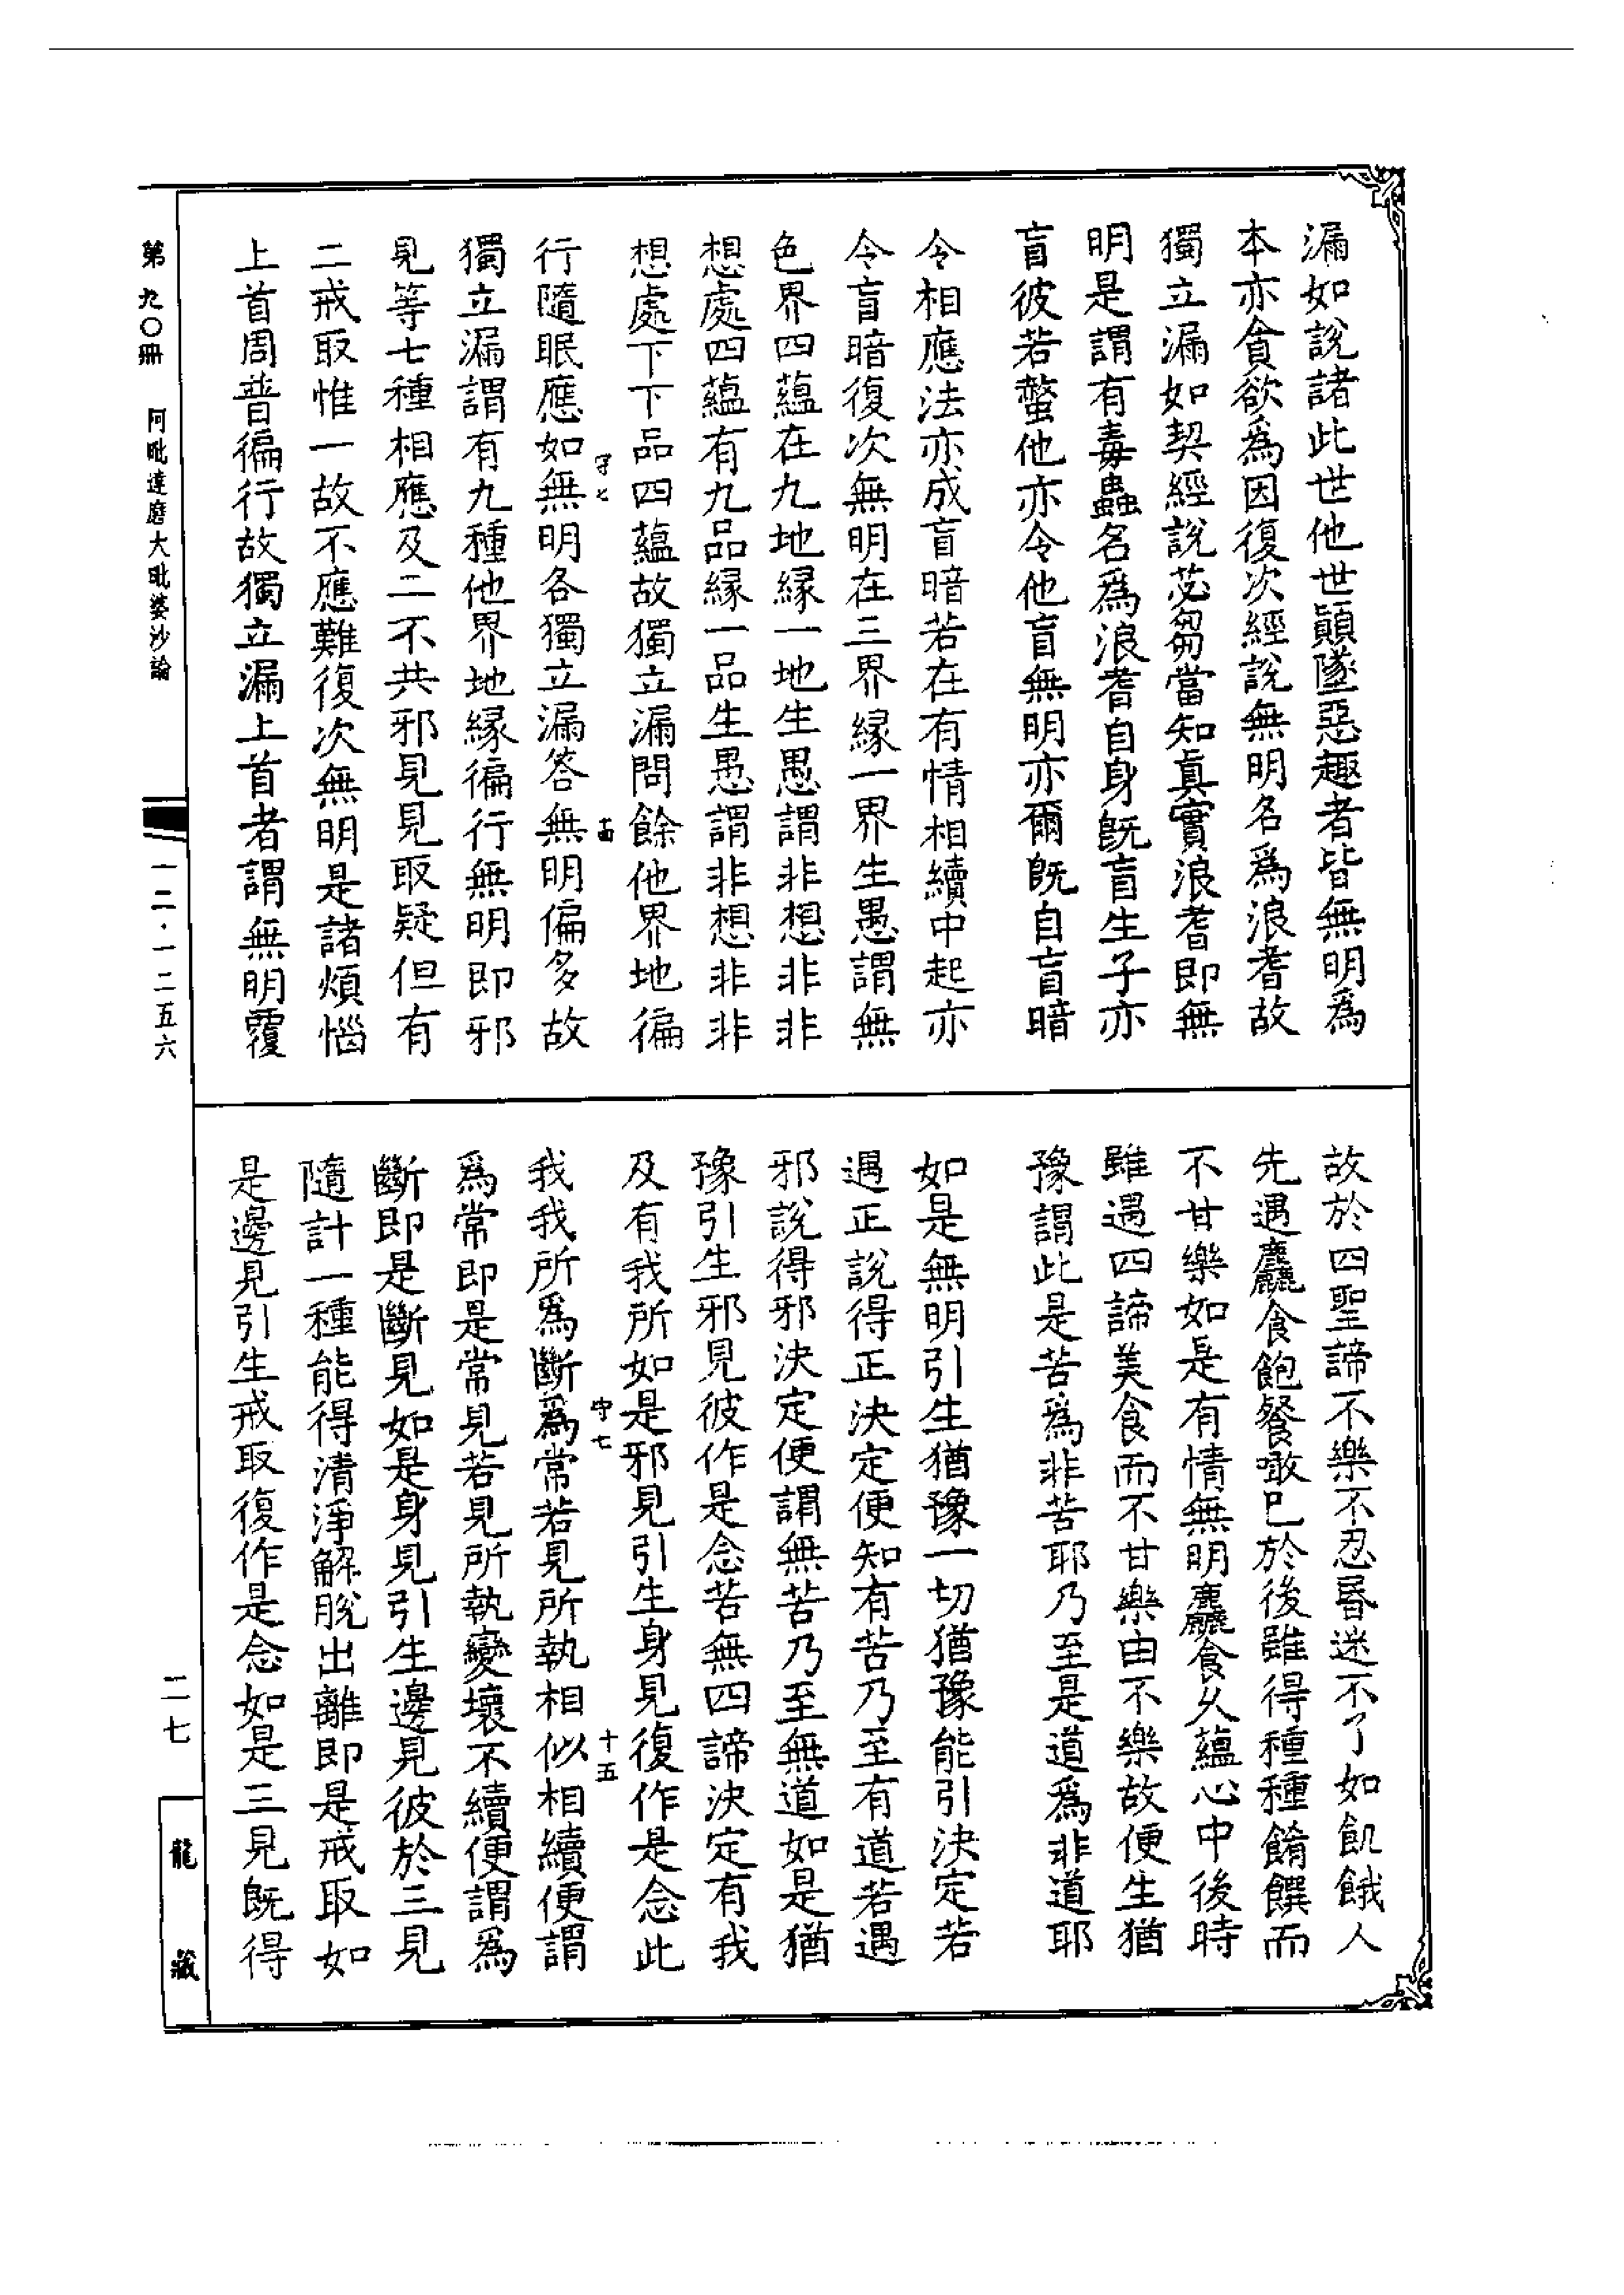 漏如說諸此世他世顚墜惡趣者皆無明爲
本亦貪欲爲因復次經說無明名爲浪耆故
獨立漏如契經說苾芻當知真實浪耆即無
明是謂有毒蟲名爲浪耆自身既盲生子亦
盲彼若螫他亦令他盲無明亦爾既自盲暗
令相應法亦成盲暗若在有情相續中起亦
令盲暗復次無明在三界緣一界生愚謂無
色界四蘊在九地緣一地生愚謂非想非非
想處四蘊有九品緣一品生愚謂非想非非
想處下下品四蘊故獨立漏問餘他界地徧
行隨眠應如無明各獨立漏答無明偏多故
獨立漏謂有九種他界地緣徧行無明即邪
見等七種相應及二不共邪見見取疑但有
二戒取惟一故不應難復次無明是諸煩惱
上首周普徧行故獨立漏上首者謂無明覆
故於四聖諦不樂不忍昏迷不了如飢餓人
先遇麤食飽餐噉已於後雖得種種餚饌而
不甘樂如是有情無明麤食久蘊心中後時
雖遇四諦美食而不甘樂由不樂故便生猶
豫謂此是苦爲非苦耶乃至是道爲非道耶
如是無明引生猶豫一切猶豫能引決定若
遇正說得正決定便知有苦乃至有道若遇
邪說得邪決定便謂無苦乃至無道如是猶
豫引生邪見彼作是念苦無四諦決定有我
及有我所如是邪見引生身見復作是念此
我我所爲斷爲常若見所執相似相續便謂
爲常即是常見若見所執變壞不續便謂爲
斷即是斷見如是身見引生邊見彼於三見
隨計一種能得清淨解脫出離即是戒取如
是邊見引生戒取復作是念如是三見既得
守七
十五
第九〇冊 阿毗達磨大毗婆沙論
一二·一二五六
二七
龍藏